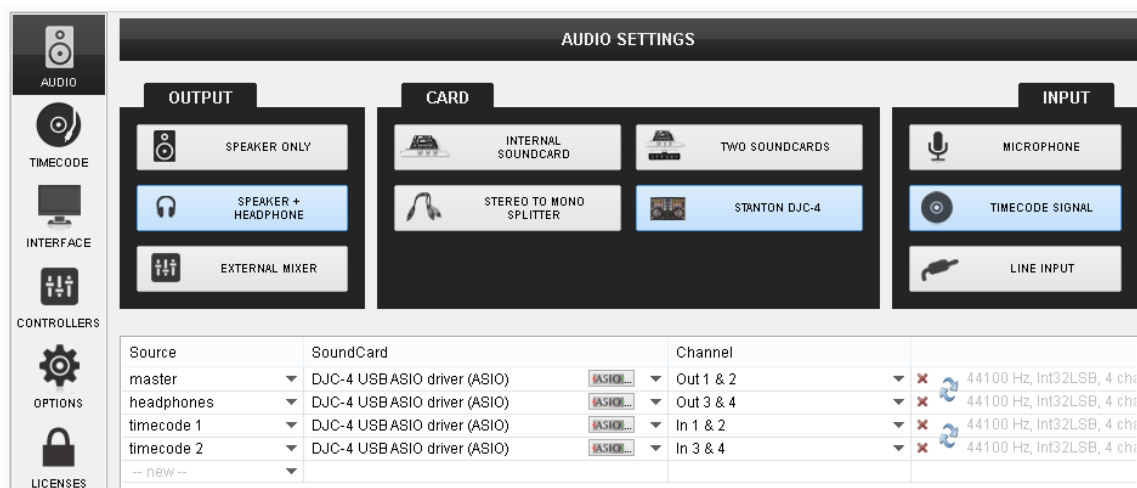 AUDIO SETTINGS
AUDIO
TIMECODE
INTERFACE
CONTROLLERS
OPTIONS
LICENSES
OUTPUT
SPEAKER ONLY
SPEAKER +
HEADPHONE
EXTERNAL MIXER
CARD
INTERNAL
SOUNDCARD
TWO SOUNDCARDS
STEREO TO MONO
SPLITTER
STANTON DJC-4
INPUT
MICROPHONE
TIMECODE SIGNAL
LINE INPUT
Source SoundCard Channel
master DJC-4 USB ASIO driver (ASIO) ASIO... Out 1 & 2 44100 Hz, Int32LSB, 4 cha
headphones DJC-4 USB ASIO driver (ASIO) ASIO... Out 3 & 4 44100 Hz, Int32LSB, 4 cha
timecode 1 DJC-4 USB ASIO driver (ASIO) ASIO... In 1 & 2 44100 Hz, Int32LSB, 4 cha
timecode 2 DJC-4 USB ASIO driver (ASIO) ASIO... In 3 & 4 44100 Hz, Int32LSB, 4 cha
-- new --